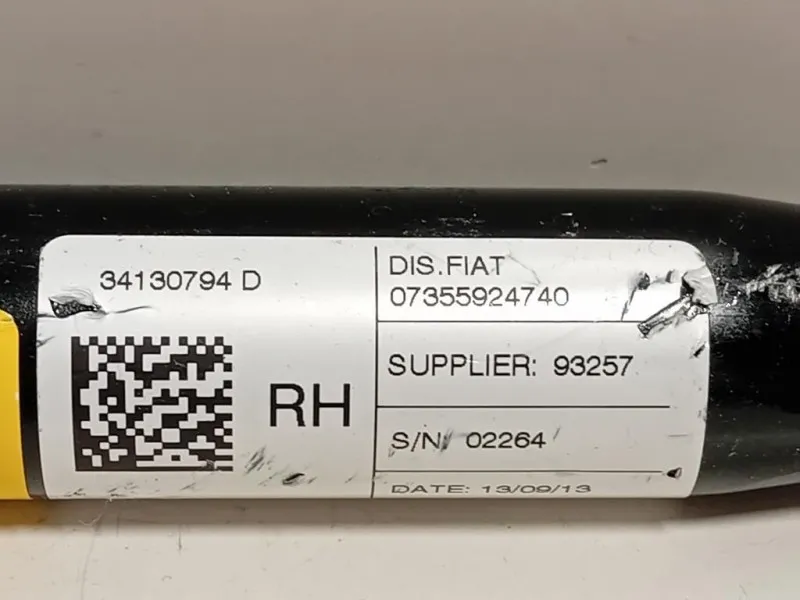 34130794 D
RH
DIS.FIAT
07355924740
SUPPLIER: 93257
S/N: 02264
DATE: 13/09/13